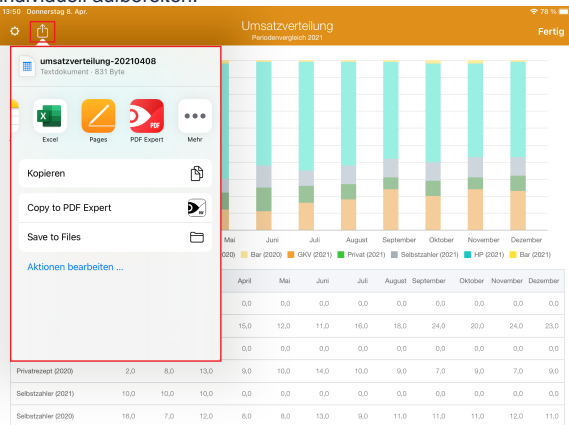 individuell aufbereiten.
13:50 Donnerstag 8. Apr.
78 %
Umsatzverteilung
Periodenvergleich 2021
Fertig
umsatzverteilung-20210408
Textdokument · 831 Byte
Excel
Pages
PDF Expert
Mehr
Kopieren
Copy to PDF Expert
Save to Files
Aktionen bearbeiten ...
Mai Juni Juli August September Oktober November Dezember
2020) Bar (2020) GKV (2021) Privat (2021) Selbstzahler (2021) HP (2021) Bar (2021)
April Mai Juni Juli August September Oktober November Dezember
0,0 0,0 0,0 0,0 0,0 0,0 0,0 0,0 0,0
15,0 12,0 11,0 16,0 18,0 24,0 20,0 24,0 23,0
0,0 0,0 0,0 0,0 0,0 0,0 0,0 0,0 0,0
Privatrezept (2020) 2,0 8,0 13,0 9,0 10,0 14,0 10,0 9,0 7,0 9,0 7,0 9,0
Selbstzahler (2021) 10,0 10,0 10,0 0,0 0,0 0,0 0,0 0,0 0,0 0,0 0,0 0,0
Selbstzahler (2020) 16,0 7,0 12,0 8,0 8,0 13,0 9,0 11,0 11,0 11,0 12,0 11,0